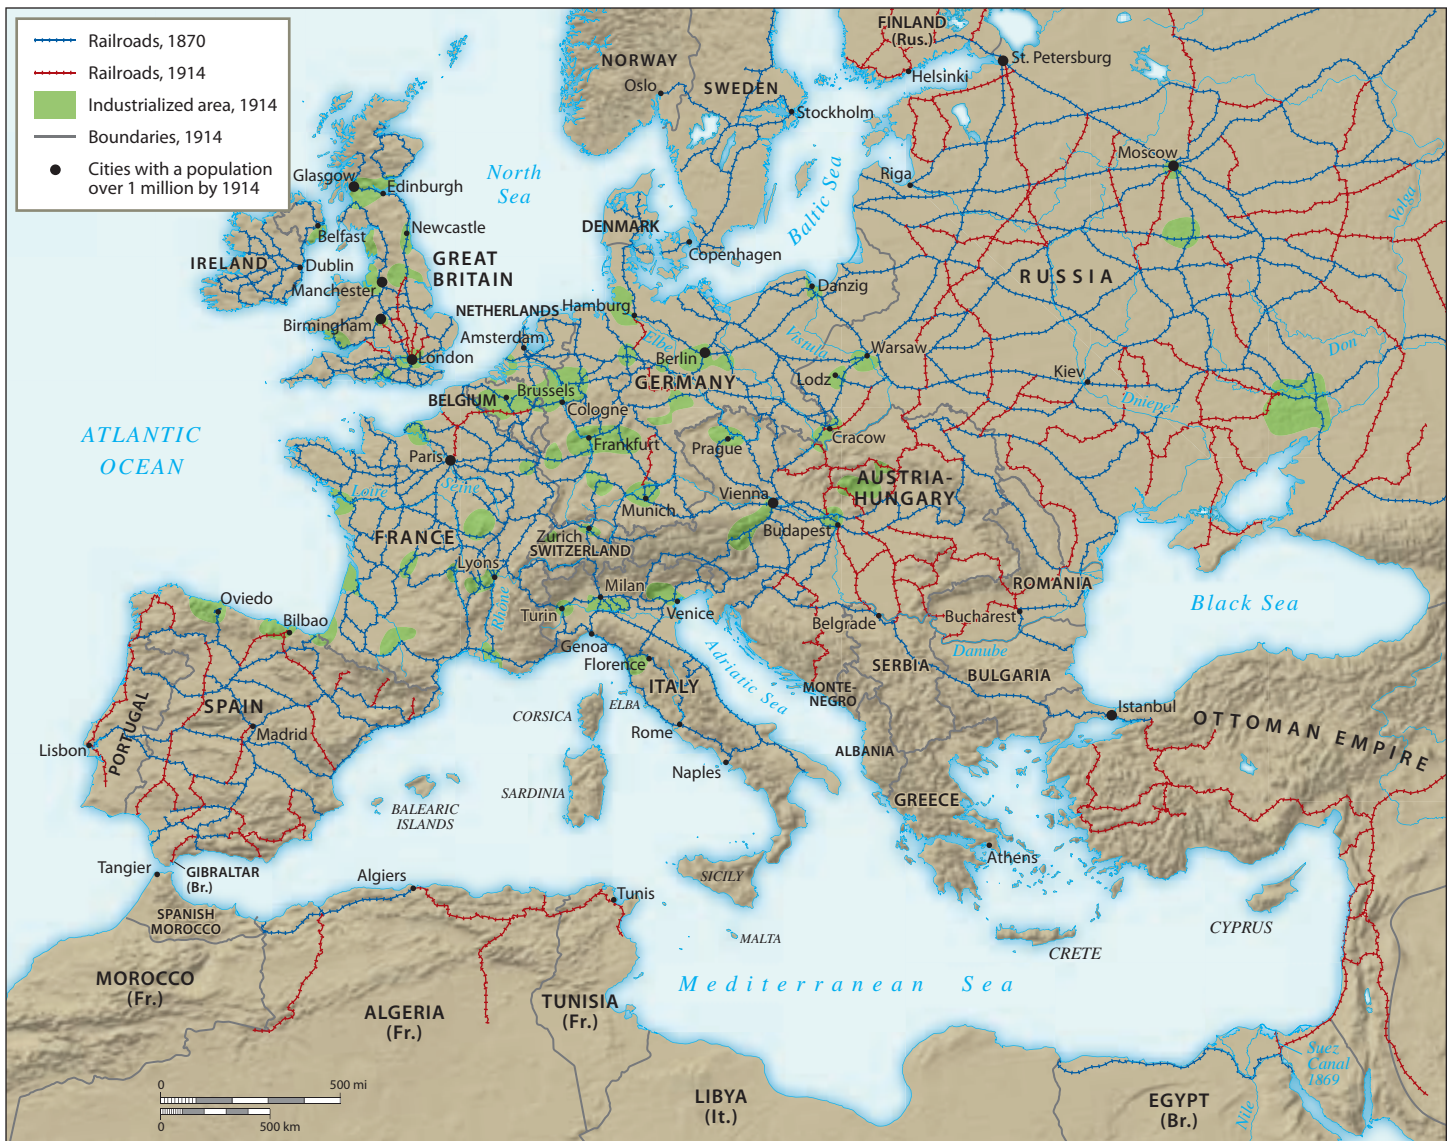 Railroads, 1870
Railroads, 1914
Industrialized area, 1914
Boundaries, 1914
Cities with a population
over 1 million by 1914
FINLAND
(Rus.)
NORWAY
Oslo
SWEDEN
Helsinki
St. Petersburg
Stockholm
North
Sea
Baltic Sea
Moscow
Riga
Volga
Glasgow
Edinburgh
Belfast
Newcastle
IRELAND
Dublin
GREAT
BRITAIN
Manchester
Birmingham
London
DENMARK
Copenhagen
RUSSIA
Danzig
NETHERLANDS
Hamburg
Amsterdam
Elbe
Berlin
Vistula
Warsaw
Lodz
Kiev
Don
Dnieper
GERMANY
BELGIUM
Brussels
Cologne
ATLANTIC
OCEAN
Frankfurt
Prague
Cracow
Paris
Seine
Loire
Vienna
AUSTRIA-
HUNGARY
Munich
Budapest
FRANCE
Zurich
SWITZERLAND
Lyons
Milan
ROMANIA
Oviedo
Bilbao
Rhône
Turin
Venice
Black Sea
Genoa
Belgrade
Bucharest
Florence
Adriatic Sea
Danube
SERBIA
BULGARIA
ITALY
MONTE-
NEGRO
CORSICA
ELBA
PORTUGAL
SPAIN
Madrid
Lisbon
Rome
Istanbul
OTTOMAN EMPIRE
ALBANIA
Naples
SARDINIA
BALEARIC
ISLANDS
GREECE
Athens
Tangier
GIBRALTAR
(Br.)
Algiers
SICILY
Tunis
SPANISH
MOROCCO
MALTA
CRETE
CYPRUS
MOROCCO
(Fr.)
Mediterranean Sea
ALGERIA
(Fr.)
TUNISIA
(Fr.)
Suez
Canal
1869
LIBYA
(It.)
EGYPT
(Br.)
Nile
0 500 mi
0 500 km